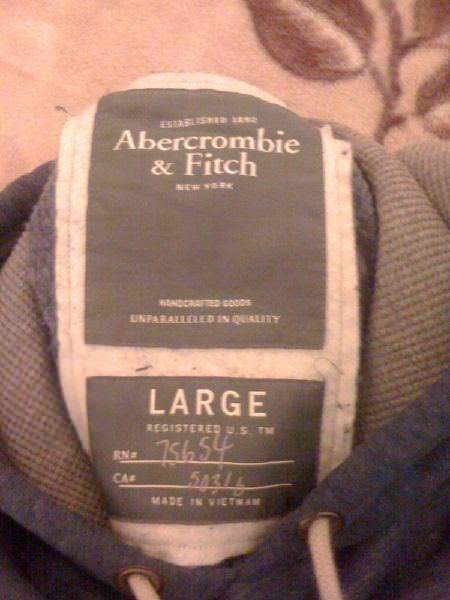 ESTABLISHED 1892
Abercrombie
& Fitch
NEW YORK
HANDCRAFTED GOODS
UNPARALLELED IN QUALITY
LARGE
REGISTERED U.S. TM
RN# 75654
CA# 50316
MADE IN VIETNAM